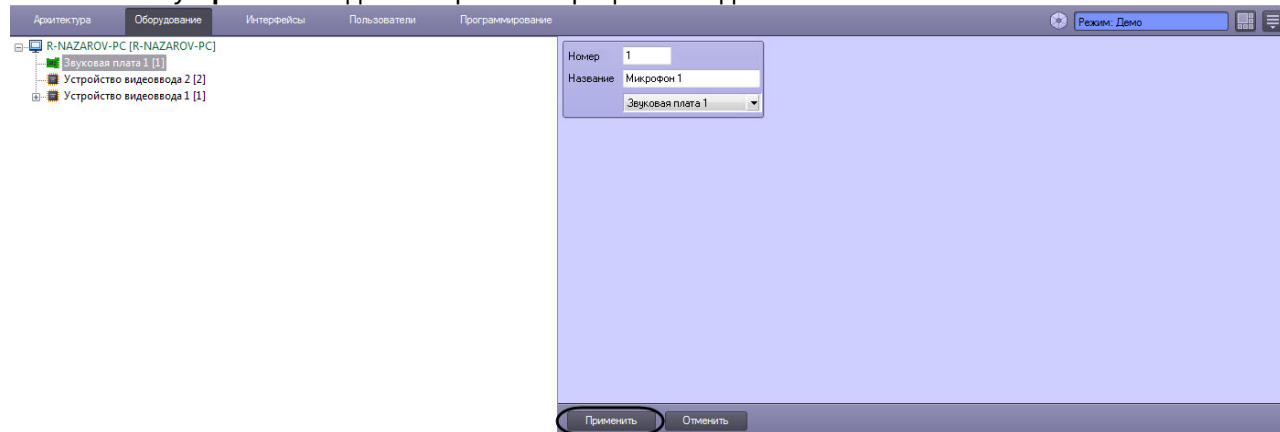 Архитектура Оборудование Интерфейсы Пользователи Программирование Режим: Демо
R-NAZAROV-PC [R-NAZAROV-PC]
Звуковая плата 1 [1]
Устройство видеоввода 2 [2]
Устройство видеоввода 1 [1]
Номер 1
Название Микрофон 1
Звуковая плата 1
Применить Отменить